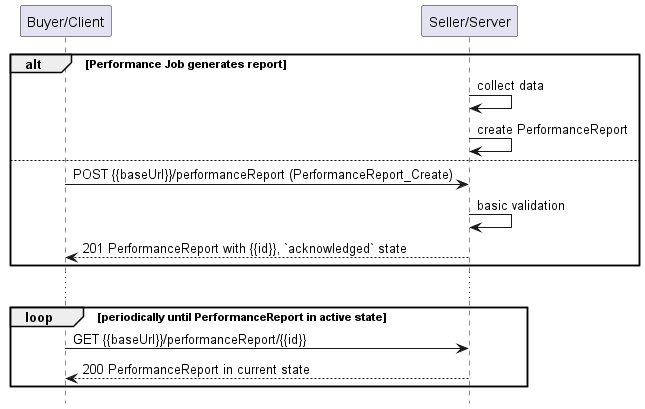 Buyer/Client
Seller/Server
alt
[Performance Job generates report]
collect data
create PerformanceReport
POST {{baseUrl}}/performanceReport (PerformanceReport_Create)
basic validation
201 PerformanceReport with {{id}}, `acknowledged` state
loop
[periodically until PerformanceReport in active state]
GET {{baseUrl}}/performanceReport/{{id}}
200 PerformanceReport in current state